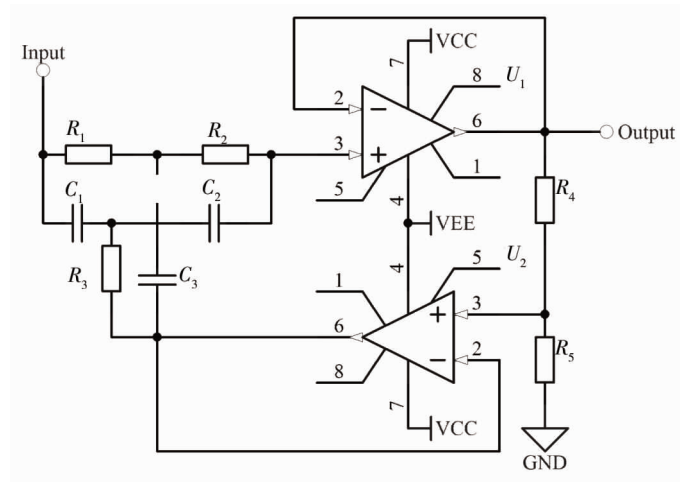 Input
R1
R2
C1
C2
R3
C3
VCC
7
8
U1
2
3
6
5
1
4
Output
R4
VEE
4
5
U2
1
3
6
2
8
7
R5
VCC
GND